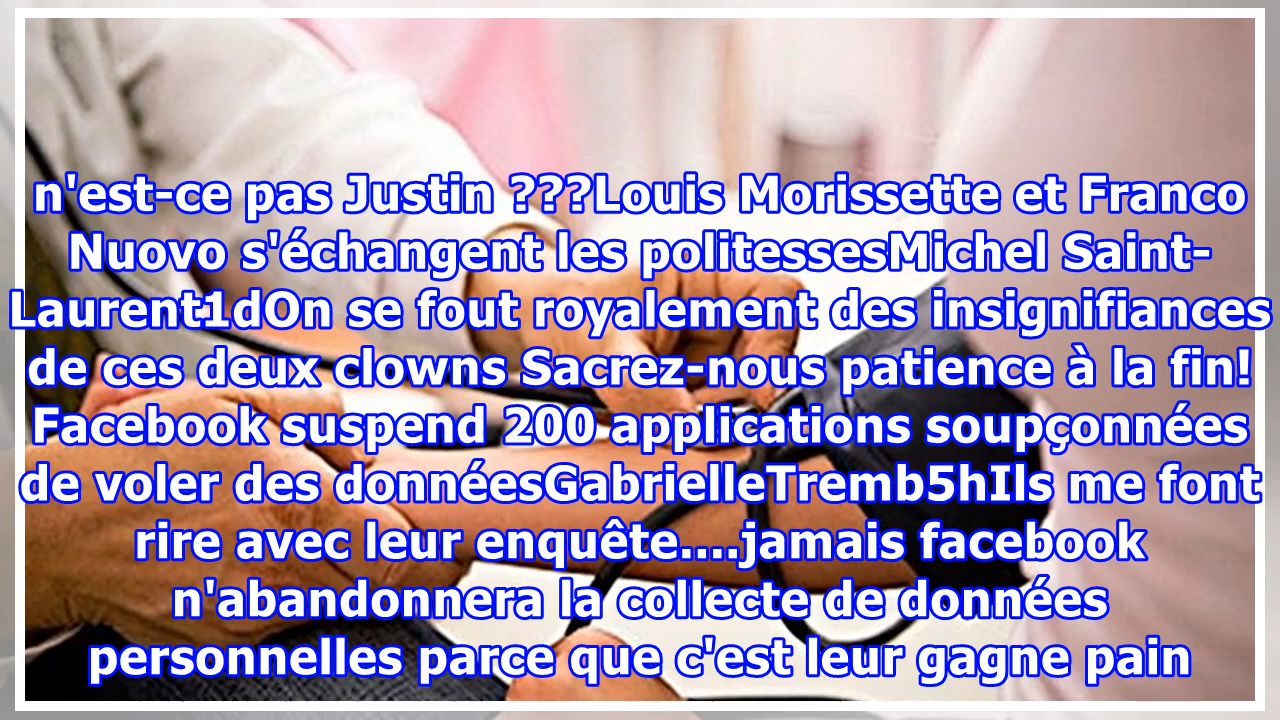 n'est-ce pas Justin ???Louis Morissette et Franco
Nuovo s'échangent les politessesMichel Saint-
Laurent1dOn se fout royalement des insignifiances
de ces deux clowns Sacrez-nous patience à la fin!
Facebook suspend 200 applications soupçonnées
de voler des donnéesGabrielleTremb5hIls me font
rire avec leur enquête....jamais facebook
n'abandonnera la collecte de données
personnelles parce que c'est leur gagne pain